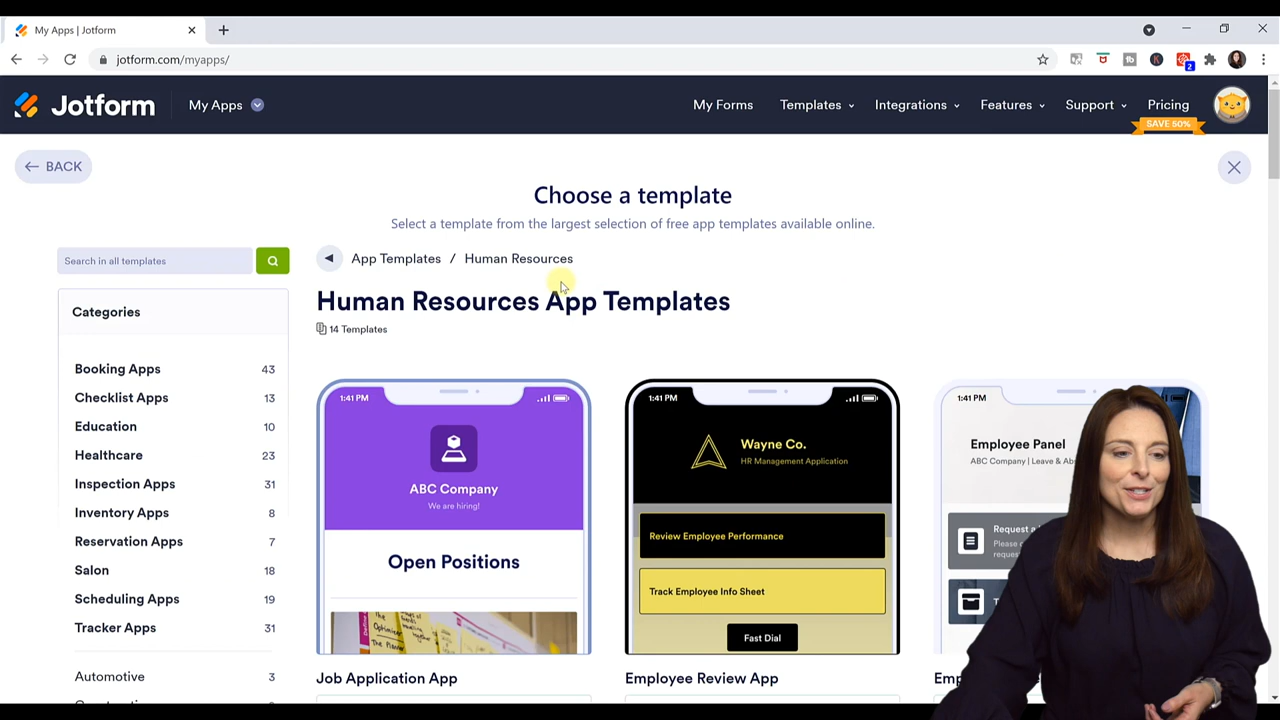 My Apps | Jotform
jotform.com/myapps/
2
Jotform
My Apps
My Forms
Templates
Integrations
Features
Support
Pricing
SAVE 50%
BACK
Choose a template
Select a template from the largest selection of free app templates available online.
Search in all templates
App Templates / Human Resources
Human Resources App Templates
14 Templates
Categories
Booking Apps 43
Checklist Apps 13
Education 10
Healthcare 23
Inspection Apps 31
Inventory Apps 8
Reservation Apps 7
Salon 18
Scheduling Apps 19
Tracker Apps 31
Automotive 3
1:41 PM
ABC Company
We are hiring!
Open Positions
Job Application App
1:41 PM
Wayne Co.
HR Management Application
Review Employee Performance
Track Employee Info Sheet
Fast Dial
Employee Review App
1:41 PM
Employee Panel
ABC Company | Leave &
Request a
Please